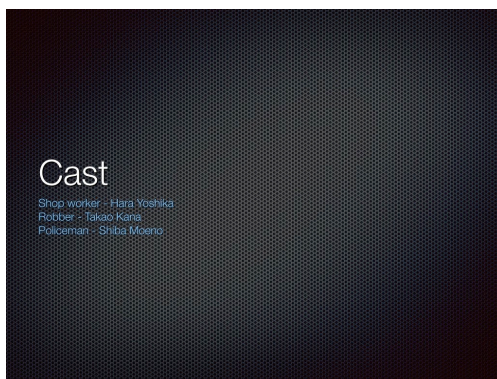 Cast
Shop worker - Hara Yoshika
Robber - Takao Kana
Policeman - Shiba Moeno